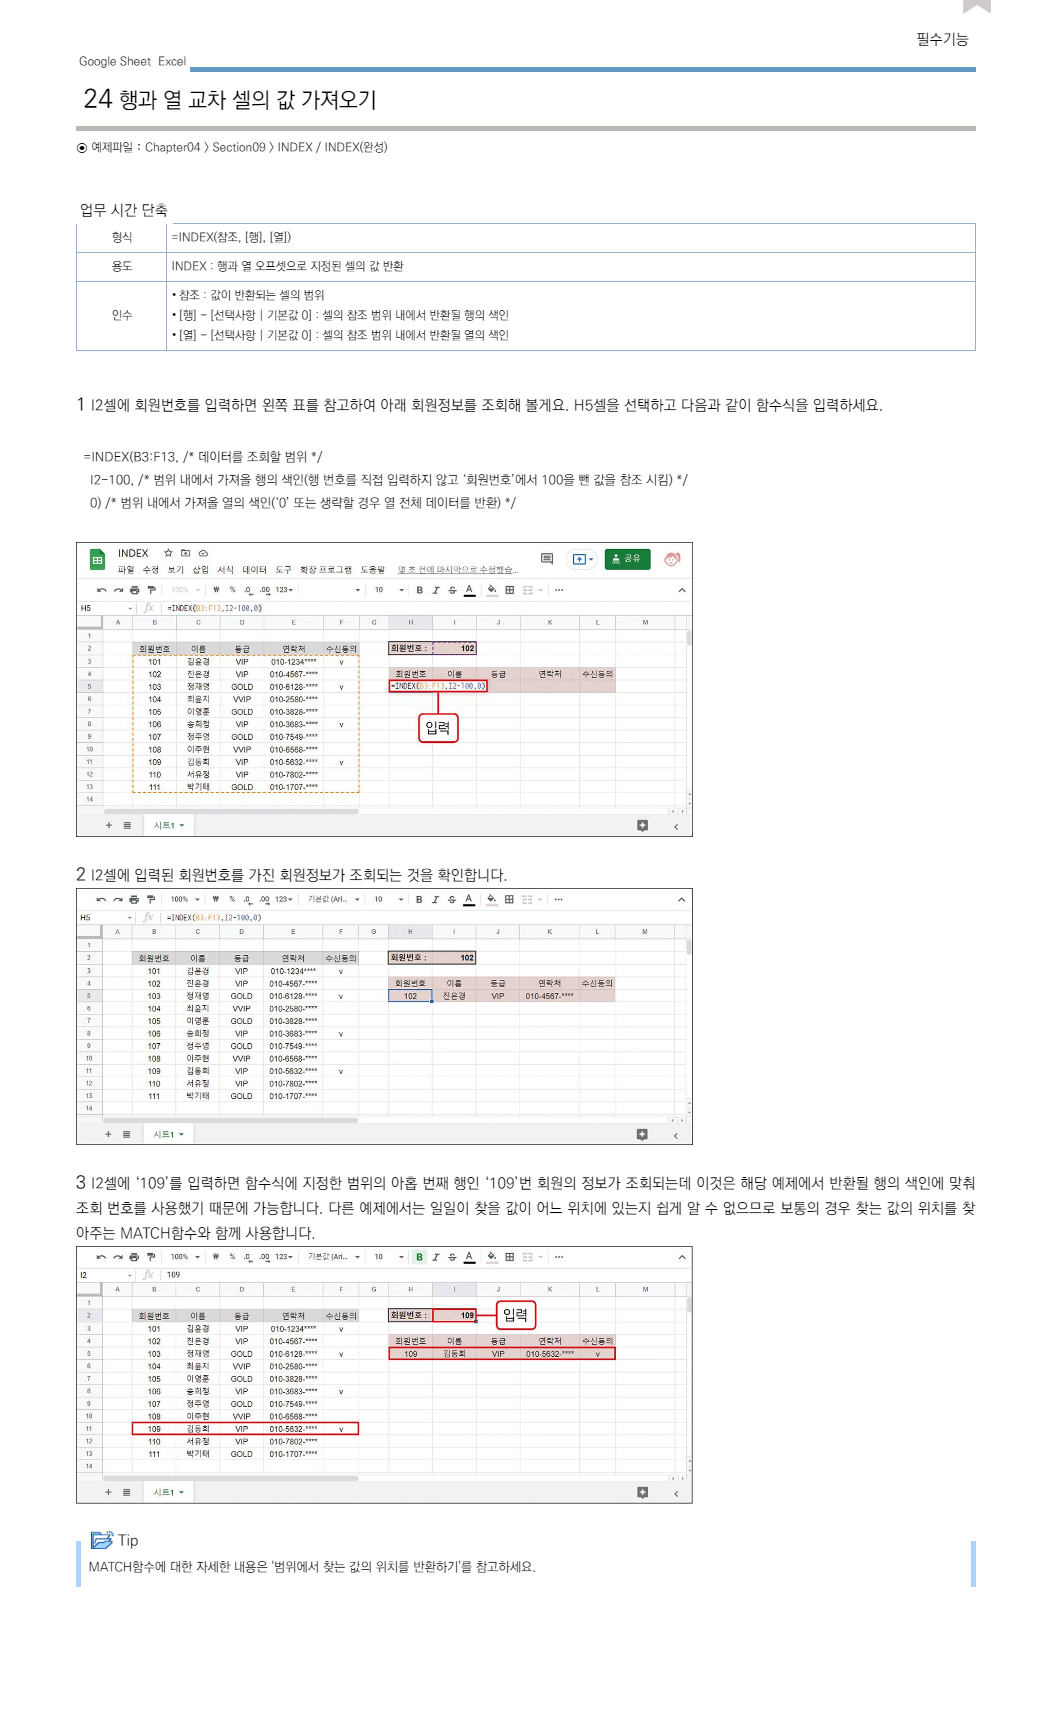 필수기능
Google Sheet Excel
24 행과 열 교차 셀의 값 가져오기
예제파일 : Chapter04 > Section09 > INDEX / INDEX(완성)
업무 시간 단축
형식 =INDEX(참조, [행], [열])
용도 INDEX : 행과 열 오프셋으로 지정된 셀의 값 반환
인수
• 참조 : 값이 반환되는 셀의 범위
• [행] - [선택사항 | 기본값 0] : 셀의 참조 범위 내에서 반환될 행의 색인
• [열] - [선택사항 | 기본값 0] : 셀의 참조 범위 내에서 반환될 열의 색인
1 I2셀에 회원번호를 입력하면 왼쪽 표를 참고하여 아래 회원정보를 조회해 볼게요. H5셀을 선택하고 다음과 같이 함수식을 입력하세요.
=INDEX(B3:F13, /* 데이터를 조회할 범위 */
I2-100, /* 범위 내에서 가져올 행의 색인(행 번호를 직접 입력하지 않고 ‘회원번호’에서 100을 뺀 값을 참조 시킴) */
0) /* 범위 내에서 가져올 열의 색인(‘0’ 또는 생략할 경우 열 전체 데이터를 반환) */
INDEX
공유
파일 수정 보기 삽입 서식 데이터 도구 확장 프로그램 도움말 몇 초 전에 마지막으로 수정했습...
100% ₩ % .0 .00 123 10 B I S A
H5 fx =INDEX(B3:F13,I2-100,0)
A B C D E F G H I J K L M
1
2 회원번호 이름 등급 연락처 수신동의 회원번호 : 102
3 101 김윤경 VIP 010-1234**** v
4 102 진은경 VIP 010-4567-**** 회원번호 이름 등급 연락처 수신동의
5 103 정재영 GOLD 010-6128-**** v =INDEX(B3:F13,I2-100,0)
6 104 최윤지 VVIP 010-2580-****
7 105 이영훈 GOLD 010-3828-****
8 106 송희정 VIP 010-3683-**** v
입력
9 107 정주영 GOLD 010-7549-****
10 108 이주현 VVIP 010-6568-****
11 109 김동희 VIP 010-5632-**** v
12 110 서유정 VIP 010-7802-****
13 111 박기태 GOLD 010-1707-****
14
시트1
2 I2셀에 입력된 회원번호를 가진 회원정보가 조회되는 것을 확인합니다.
100% ₩ % .0 .00 123 기본값 (Ari... 10 B I S A
H5 fx =INDEX(B3:F13,I2-100,0)
A B C D E F G H I J K L M
1
2 회원번호 이름 등급 연락처 수신동의 회원번호 : 102
3 101 김윤경 VIP 010-1234**** v
4 102 진은경 VIP 010-4567-**** 회원번호 이름 등급 연락처 수신동의
5 103 정재영 GOLD 010-6128-**** v 102 진은경 VIP 010-4567-****
6 104 최윤지 VVIP 010-2580-****
7 105 이영훈 GOLD 010-3828-****
8 106 송희정 VIP 010-3683-**** v
9 107 정주영 GOLD 010-7549-****
10 108 이주현 VVIP 010-6568-****
11 109 김동희 VIP 010-5632-**** v
12 110 서유정 VIP 010-7802-****
13 111 박기태 GOLD 010-1707-****
14
시트1
3 I2셀에 ‘109’를 입력하면 함수식에 지정한 범위의 아홉 번째 행인 ‘109’번 회원의 정보가 조회되는데 이것은 해당 예제에서 반환될 행의 색인에 맞춰
조회 번호를 사용했기 때문에 가능합니다. 다른 예제에서는 일일이 찾을 값이 어느 위치에 있는지 쉽게 알 수 없으므로 보통의 경우 찾는 값의 위치를 찾
아주는 MATCH함수와 함께 사용합니다.
100% ₩ % .0 .00 123 기본값 (Ari... 10 B I S A
I2 fx 109
A B C D E F G H I J K L M
1
2 회원번호 이름 등급 연락처 수신동의 회원번호 : 109 입력
3 101 김윤경 VIP 010-1234**** v
4 102 진은경 VIP 010-4567-**** 회원번호 이름 등급 연락처 수신동의
5 103 정재영 GOLD 010-6128-**** v 109 김동희 VIP 010-5632-**** v
6 104 최윤지 VVIP 010-2580-****
7 105 이영훈 GOLD 010-3828-****
8 106 송희정 VIP 010-3683-**** v
9 107 정주영 GOLD 010-7549-****
10 108 이주현 VVIP 010-6568-****
11 109 김동희 VIP 010-5632-**** v
12 110 서유정 VIP 010-7802-****
13 111 박기태 GOLD 010-1707-****
14
시트1
Tip
MATCH함수에 대한 자세한 내용은 '범위에서 찾는 값의 위치를 반환하기'를 참고하세요.